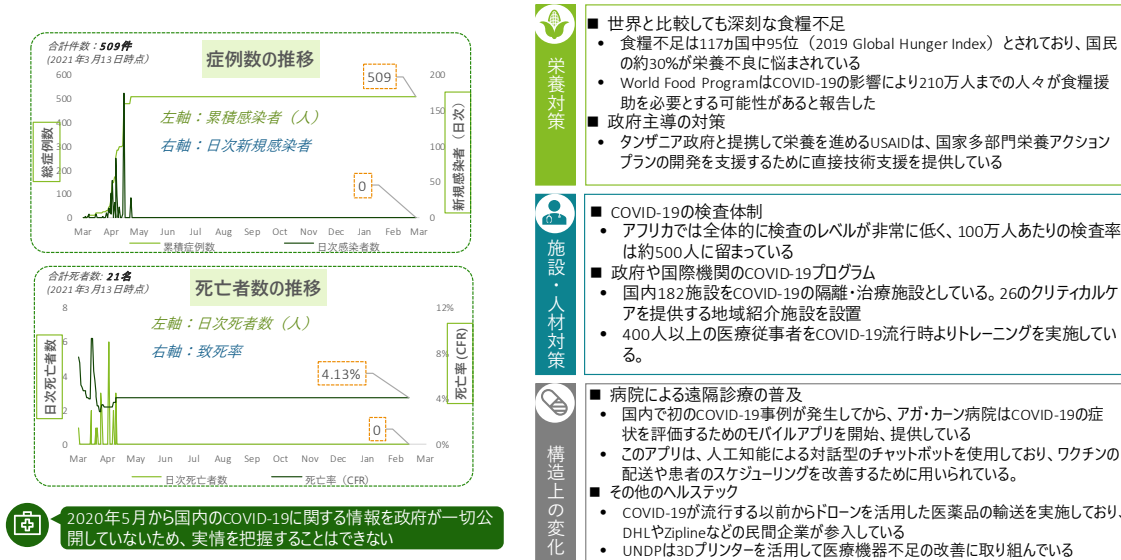 合計件数：509件
(2021年3月13日時点)
症例数の推移
600
500
400
300
200
100
0
総症例数
左軸：累積感染者（人）
右軸：日次新規感染者
509
0
200
150
100
50
0
新規感染者（日次）
Mar Apr May Jun Jul Aug Sep Oct Nov Dec Jan Feb Mar
累積症例数 日次感染者数
合計死者数: 21名
(2021年3月13日時点)
死亡者数の推移
8
6
4
2
0
日次死亡者数
左軸：日次死者数（人）
右軸：致死率
4.13%
0
12%
8%
4%
0%
死亡率(CFR)
Mar Apr May Jun Jul Aug Sep Oct Nov Dec Jan Feb Mar
日次死亡者数 死亡率（CFR）
2020年5月から国内のCOVID-19に関する情報を政府が一切公
開していないため、実情を把握することはできない
栄養対策
■ 世界と比較しても深刻な食糧不足
• 食糧不足は117カ国中95位（2019 Global Hunger Index）とされており、国民
の約30%が栄養不良に悩まされている
• World Food ProgramはCOVID-19の影響により210万人までの人々が食糧援
助を必要とする可能性があると報告した
■ 政府主導の対策
• タンザニア政府と提携して栄養を進めるUSAIDは、国家多部門栄養アクション
プランの開発を支援するために直接技術支援を提供している
施設・人材対策
■ COVID-19の検査体制
• アフリカでは全体的に検査のレベルが非常に低く、100万人あたりの検査率
は約500人に留まっている
■ 政府や国際機関のCOVID-19プログラム
• 国内182施設をCOVID-19の隔離・治療施設としている。26のクリティカルケ
アを提供する地域紹介施設を設置
• 400人以上の医療従事者をCOVID-19流行時よりトレーニングを実施してい
る。
構造上の変化
■ 病院による遠隔診療の普及
• 国内で初のCOVID-19事例が発生してから、アガ・カーン病院はCOVID-19の症
状を評価するためのモバイルアプリを開始、提供している
• このアプリは、人工知能による対話型のチャットボットを使用しており、ワクチンの
配送や患者のスケジューリングを改善するために用いられている。
■ その他のヘルステック
• COVID-19が流行する以前からドローンを活用した医薬品の輸送を実施しており、
DHLやZiplineなどの民間企業が参入している
• UNDPは3Dプリンターを活用して医療機器不足の改善に取り組んでいる